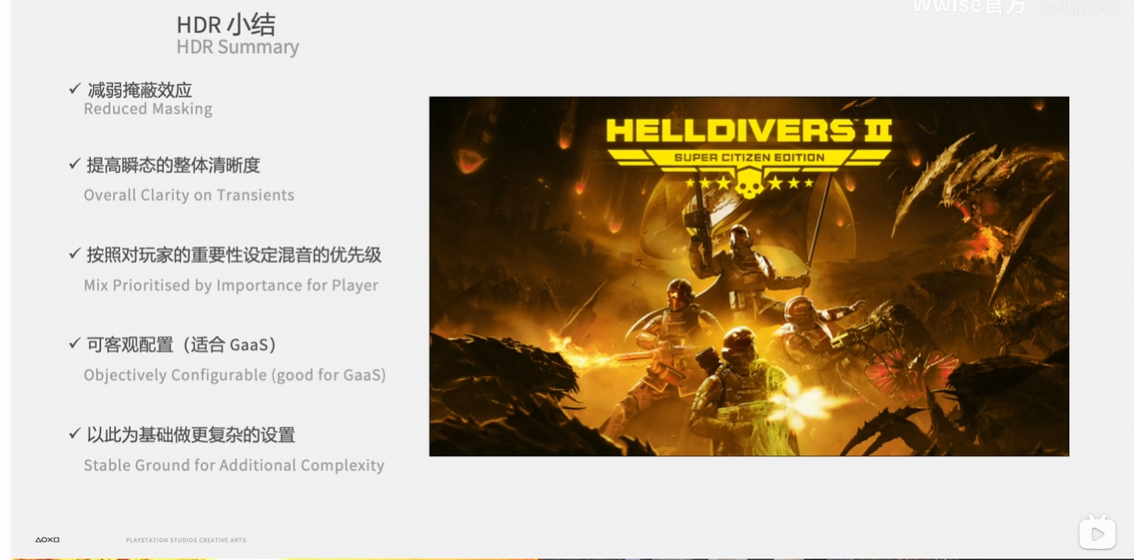 Wwise官方
HDR 小结
HDR Summary
✓ 减弱掩蔽效应
Reduced Masking
✓ 提高瞬态的整体清晰度
Overall Clarity on Transients
✓ 按照对玩家的重要性设定混音的优先级
Mix Prioritised by Importance for Player
✓ 可客观配置（适合 GaaS）
Objectively Configurable (good for GaaS)
✓ 以此为基础做更复杂的设置
Stable Ground for Additional Complexity
HELLDIVERS II
SUPER CITIZEN EDITION
PLAYSTATION STUDIOS CREATIVE ARTS